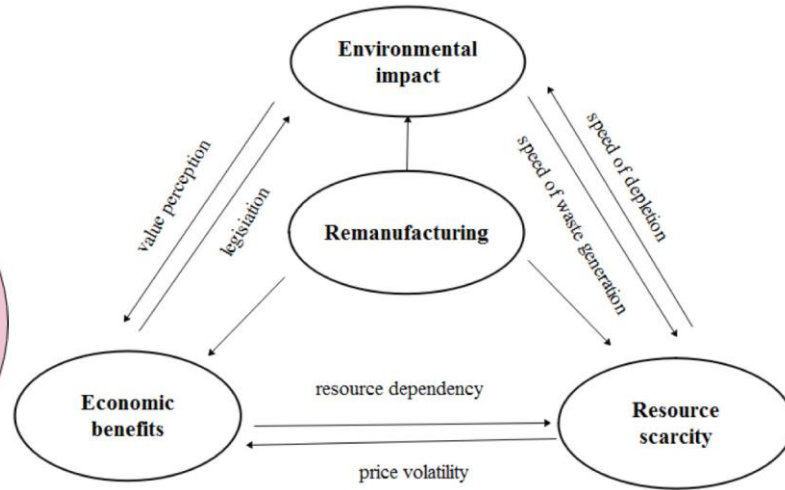 Environmental
impact
value perception
legislation
speed of waste generation
speed of depletion
Remanufacturing
Economic
benefits
resource dependency
price volatility
Resource
scarcity